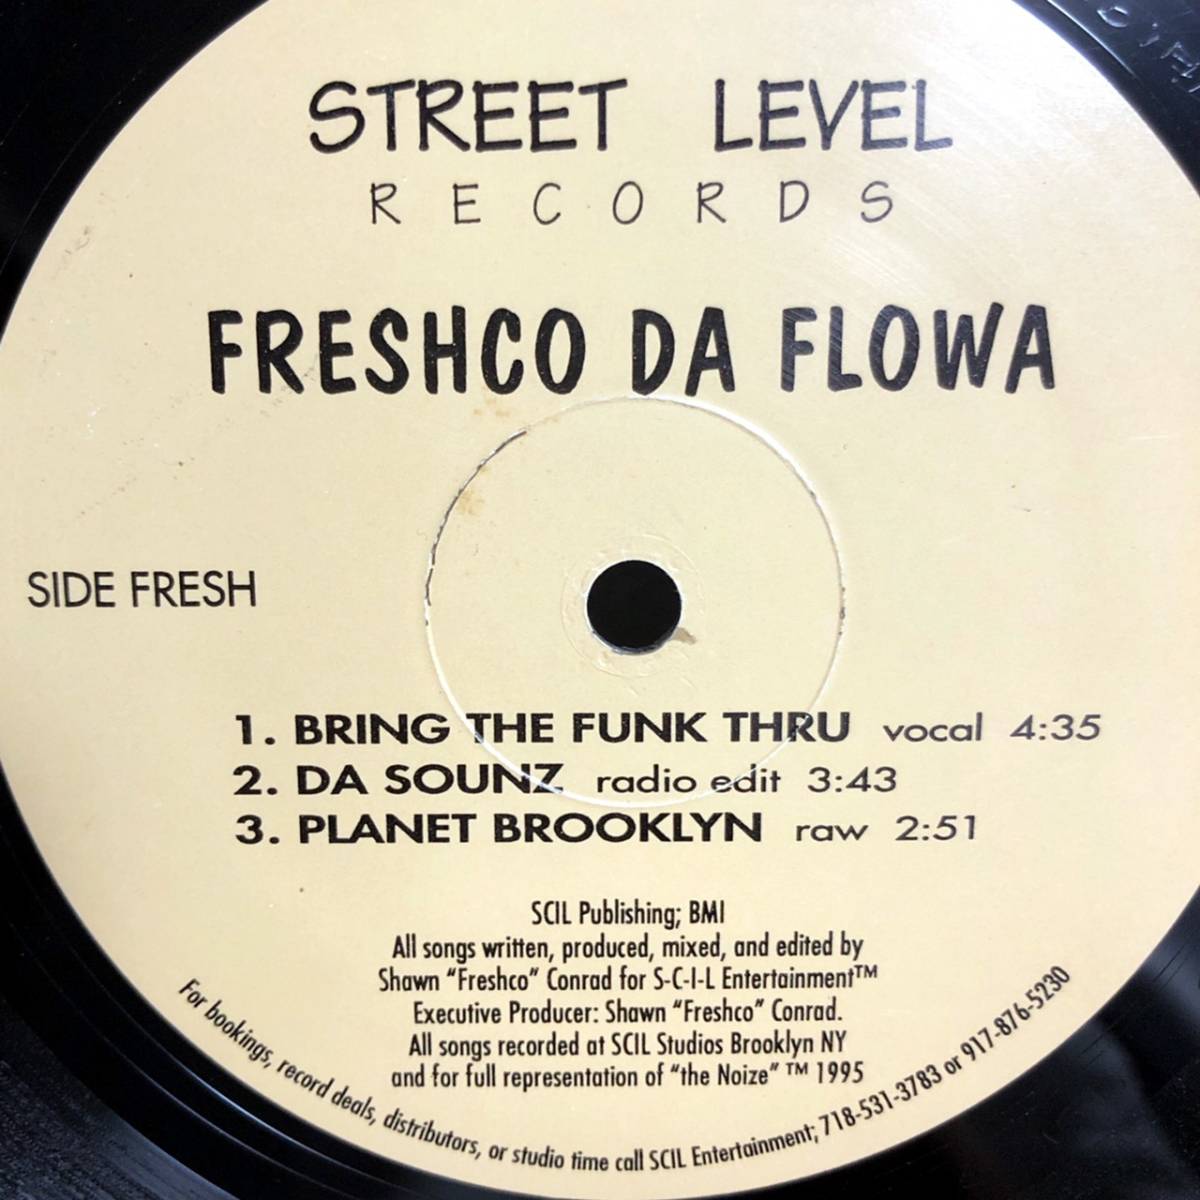 STREET LEVEL
RECORDS
FRESHCO DA FLOWA
SIDE FRESH
1. BRING THE FUNK THRU vocal 4:35
2. DA SOUNZ radio edit 3:43
3. PLANET BROOKLYN raw 2:51
SCIL Publishing; BMI
All songs written, produced, mixed, and edited by
Shawn "Freshco" Conrad for S-C-I-L Entertainment™
Executive Producer: Shawn "Freshco" Conrad.
All songs recorded at SCIL Studios Brooklyn NY
and for full representation of "the Noize" ™ 1995
For bookings, record deals, distributors, or studio time call SCIL Entertainment; 718-531-3783 or 917-876-5230